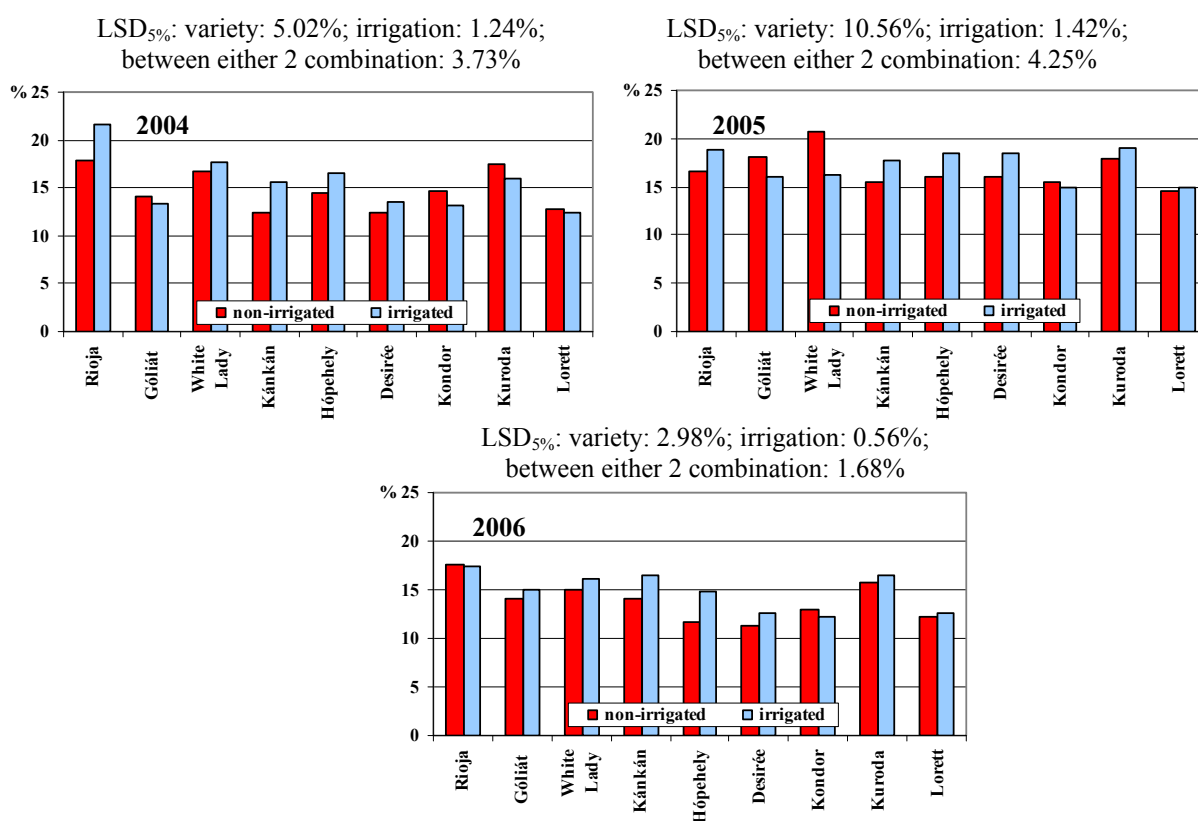 LSD5%: variety: 5.02%; irrigation: 1.24%;
between either 2 combination: 3.73%
% 25
20
15
10
5
0
2004
non-irrigated irrigated
Rioja
Góliát
White
Lady
Kánkán
Hópehely
Desirée
Kondor
Kuroda
Lorett
LSD5%: variety: 10.56%; irrigation: 1.42%;
between either 2 combination: 4.25%
% 25
20
15
10
5
0
2005
non-irrigated irrigated
Rioja
Góliát
White
Lady
Kánkán
Hópehely
Desirée
Kondor
Kuroda
Lorett
LSD5%: variety: 2.98%; irrigation: 0.56%;
between either 2 combination: 1.68%
% 25
20
15
10
5
0
2006
non-irrigated irrigated
Rioja
Góliát
White
Lady
Kánkán
Hópehely
Desirée
Kondor
Kuroda
Lorett